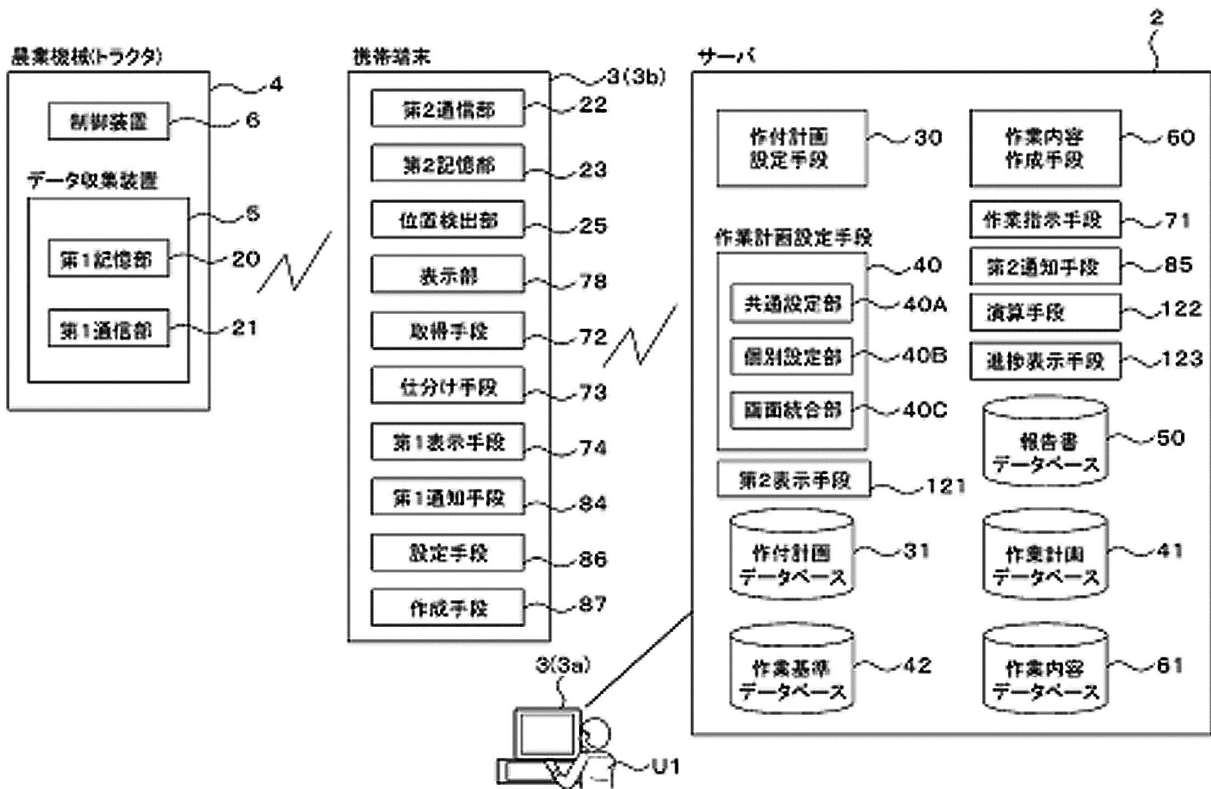 農業機械(トラクタ)
4
制御装置
6
データ収集装置
5
第1記憶部
20
第1通信部
21
携帯端末
3(3b)
第2通信部
22
第2記憶部
23
位置検出部
25
表示部
78
取得手段
72
仕分け手段
73
第1表示手段
74
第1通知手段
84
設定手段
86
作成手段
87
サーバ
2
作付計画
設定手段
30
作業計画設定手段
40
共通設定部
40A
個別設定部
40B
画面統合部
40C
第2表示手段
121
作付計画
データベース
31
作業基準
データベース
42
作業内容
作成手段
60
作業指示手段
71
第2通知手段
85
演算手段
122
進捗表示手段
123
報告書
データベース
50
作業計画
データベース
41
作業内容
データベース
61
3(3a)
U1